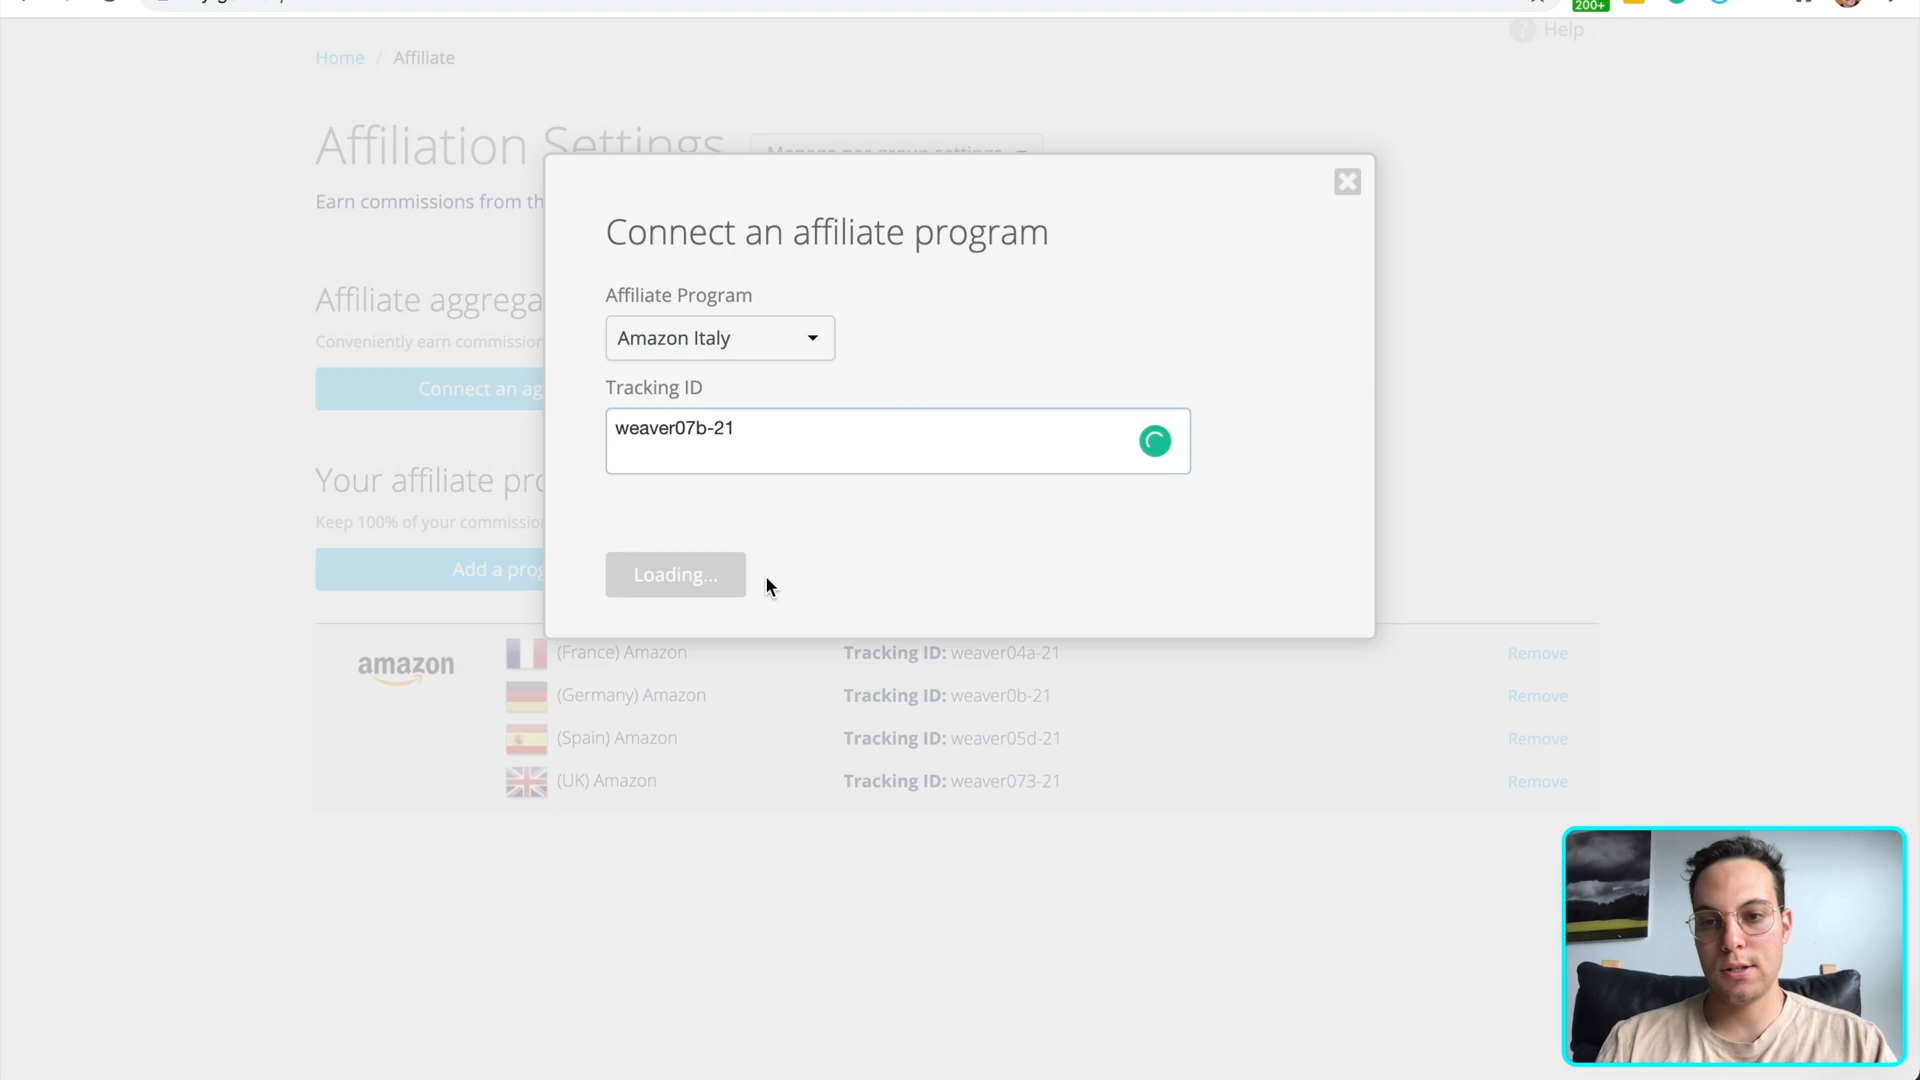 200+
? Help
Home / Affiliate
Affiliation Settings
Earn commissions from th
Connect an affiliate program
Affiliate Program
Amazon Italy
Tracking ID
weaver07b-21
Loading...
Affiliate aggrega
Conveniently earn commission
Connect an ag
Your affiliate pro
Keep 100% of your commissio
Add a prog
amazon
(France) Amazon Tracking ID: weaver04a-21 Remove
(Germany) Amazon Tracking ID: weaver0b-21 Remove
(Spain) Amazon Tracking ID: weaver05d-21 Remove
(UK) Amazon Tracking ID: weaver073-21 Remove